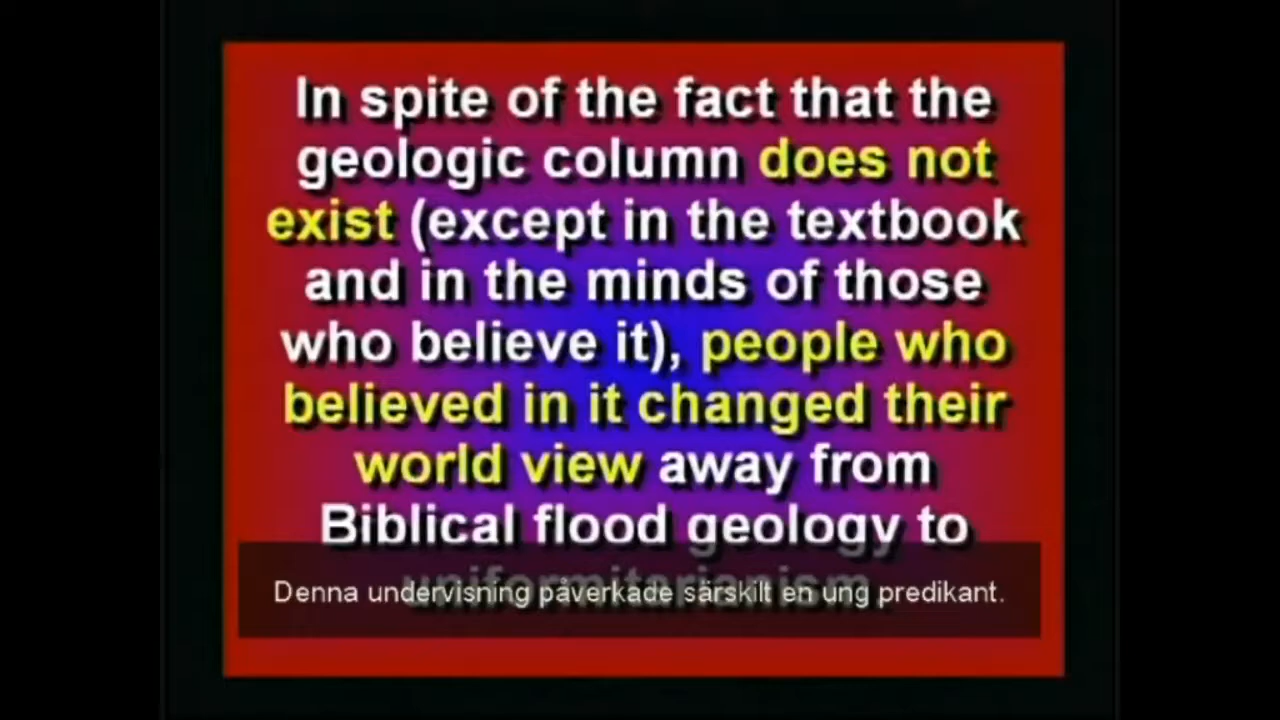 In spite of the fact that the
geologic column does not
exist (except in the textbook
and in the minds of those
who believe it), people who
believed in it changed their
world view away from
Biblical flood geology to
uniformitarianism.
Denna undervisning påverkade särskilt en ung predikant.